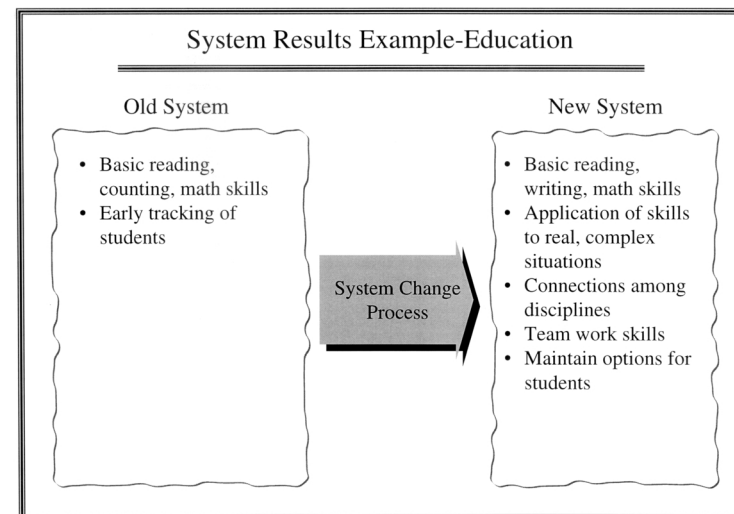 System Results Example-Education
Old System
• Basic reading,
counting, math skills
• Early tracking of
students
System Change
Process
New System
• Basic reading,
writing, math skills
• Application of skills
to real, complex
situations
• Connections among
disciplines
• Team work skills
• Maintain options for
students